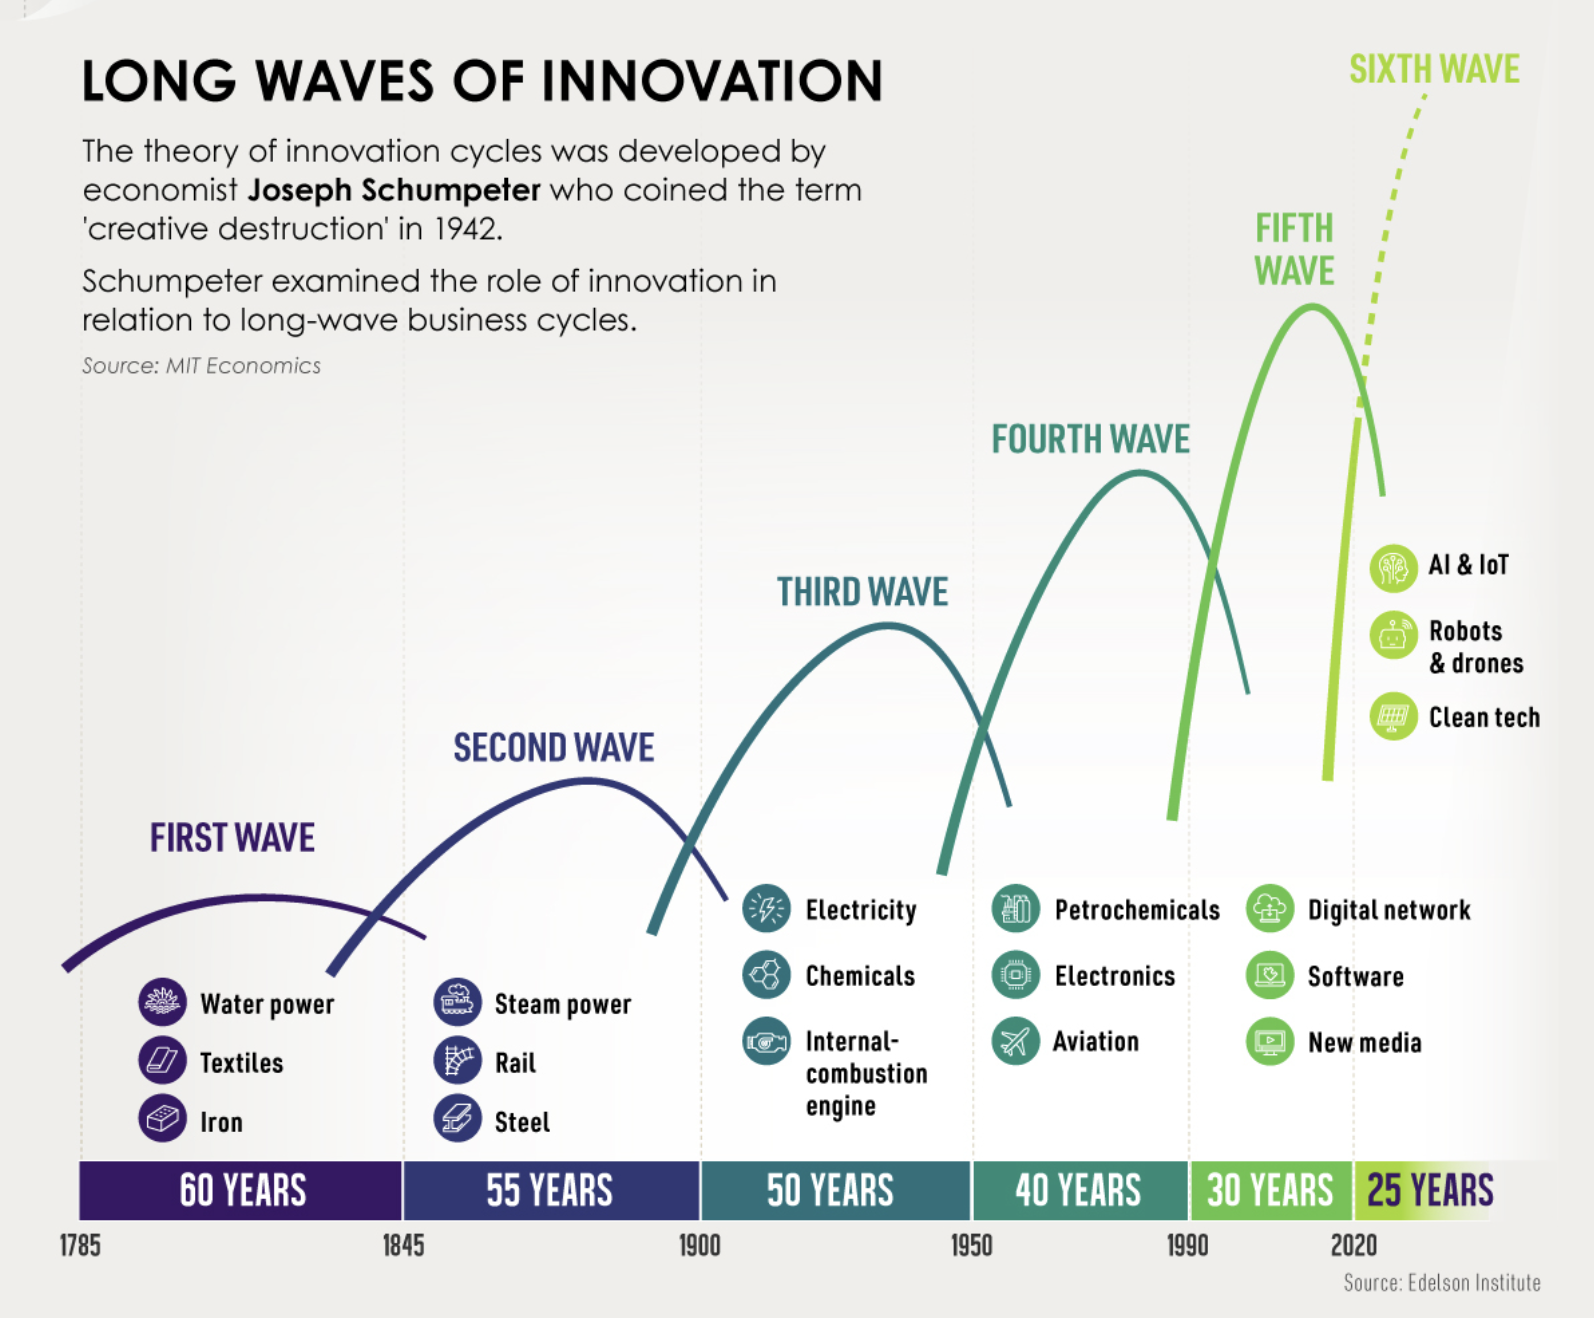 LONG WAVES OF INNOVATION
The theory of innovation cycles was developed by
economist Joseph Schumpeter who coined the term
'creative destruction' in 1942.
Schumpeter examined the role of innovation in
relation to long-wave business cycles.
Source: MIT Economics
FIRST WAVE
SECOND WAVE
THIRD WAVE
FOURTH WAVE
FIFTH
WAVE
SIXTH WAVE
Water power
Textiles
Iron
Steam power
Rail
Steel
Electricity
Chemicals
Internal-
combustion
engine
Petrochemicals
Electronics
Aviation
Digital network
Software
New media
AI & IoT
Robots
& drones
Clean tech
60 YEARS
55 YEARS
50 YEARS
40 YEARS
30 YEARS
25 YEARS
1785
1845
1900
1950
1990
2020
Source: Edelson Institute